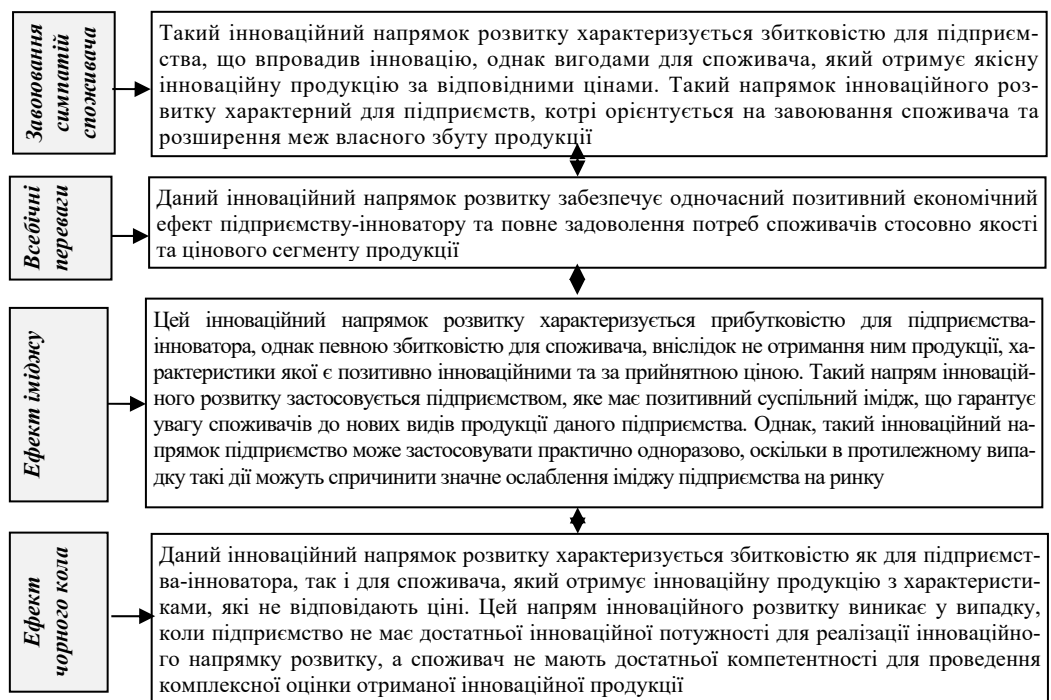 Завоювання
симпатій
споживача
Такий інноваційний напрямок розвитку характеризується збитковістю для підприєм-
ства, що впровадив інновацію, однак вигодами для споживача, який отримує якісну
інноваційну продукцію за відповідними цінами. Такий напрямок інноваційного роз-
витку характерний для підприємств, котрі орієнтується на завоювання споживача та
розширення меж власного збуту продукції
Всебічні
переваги
Даний інноваційний напрямок розвитку забезпечує одночасний позитивний економічний
ефект підприємству-інноватору та повне задоволення потреб споживачів стосовно якості
та цінового сегменту продукції
Ефект іміджу
Цей інноваційний напрямок розвитку характеризується прибутковістю для підприємства-
інноватора, однак певною збитковістю для споживача, вніслідок не отримання ним продукції, ха-
рактеристики якої є позитивно інноваційними та за прийнятною ціною. Такий напрям інновацій-
ного розвитку застосовується підприємством, яке має позитивний суспільний імідж, що гарантує
увагу споживачів до нових видів продукції даного підприємства. Однак, такий інноваційний на-
прямок підприємство може застосовувати практично одноразово, оскільки в протилежному випа-
дку такі дії можуть спричинити значне ослаблення іміджу підприємства на ринку
Ефект
чорного кола
Даний інноваційний напрямок розвитку характеризується збитковістю як для підприємст-
ва-інноватора, так і для споживача, який отримує інноваційну продукцію з характеристи-
ками, які не відповідають ціні. Цей напрям інноваційного розвитку виникає у випадку,
коли підприємство не має достатньої інноваційної потужності для реалізації інноваційно-
го напрямку розвитку, а споживач не мають достатньої компетентності для проведення
комплексної оцінки отриманої інноваційної продукції